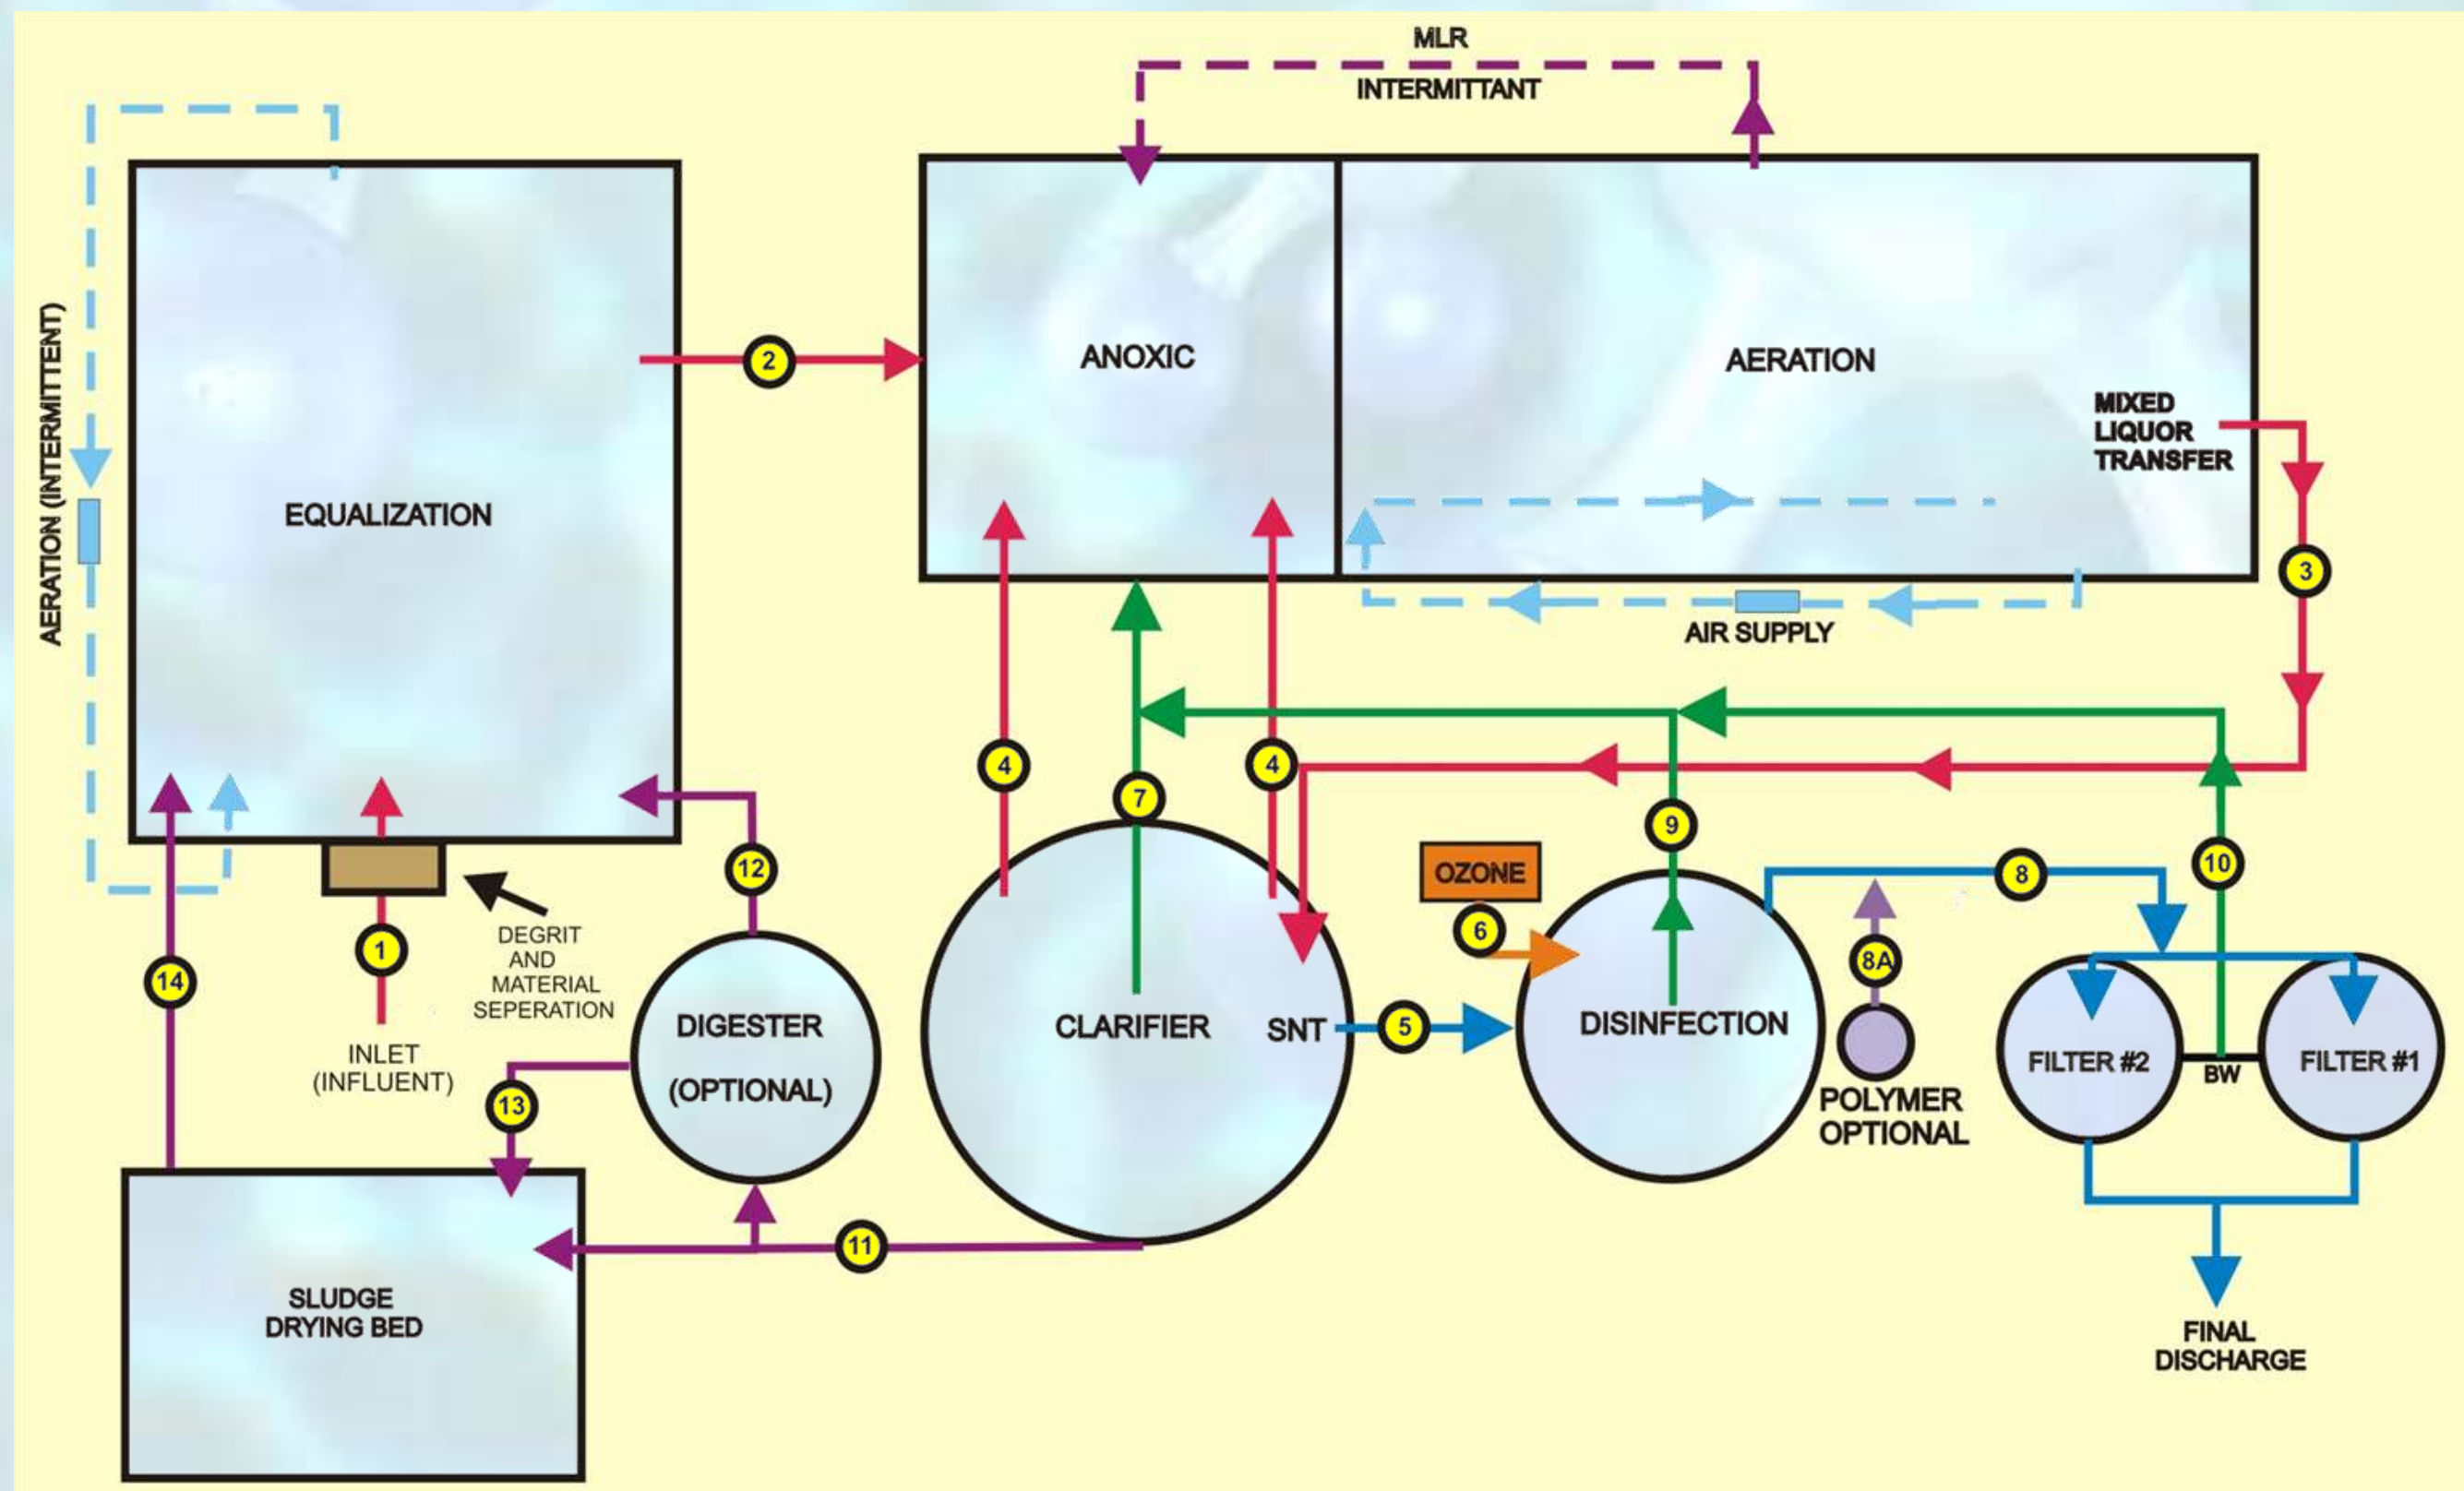 MLR
INTERMITTANT
AERATION (INTERMITTENT)
2
ANOXIC
AERATION
MIXED
LIQUOR
TRANSFER
EQUALIZATION
3
AIR SUPPLY
4
7
4
9
8
10
12
OZONE
6
8A
DEGRIT
AND
MATERIAL
SEPERATION
1
14
INLET
(INFLUENT)
DIGESTER
(OPTIONAL)
CLARIFIER
SNT
5
DISINFECTION
POLYMER
OPTIONAL
FILTER #2
BW
FILTER #1
13
11
SLUDGE
DRYING BED
FINAL
DISCHARGE